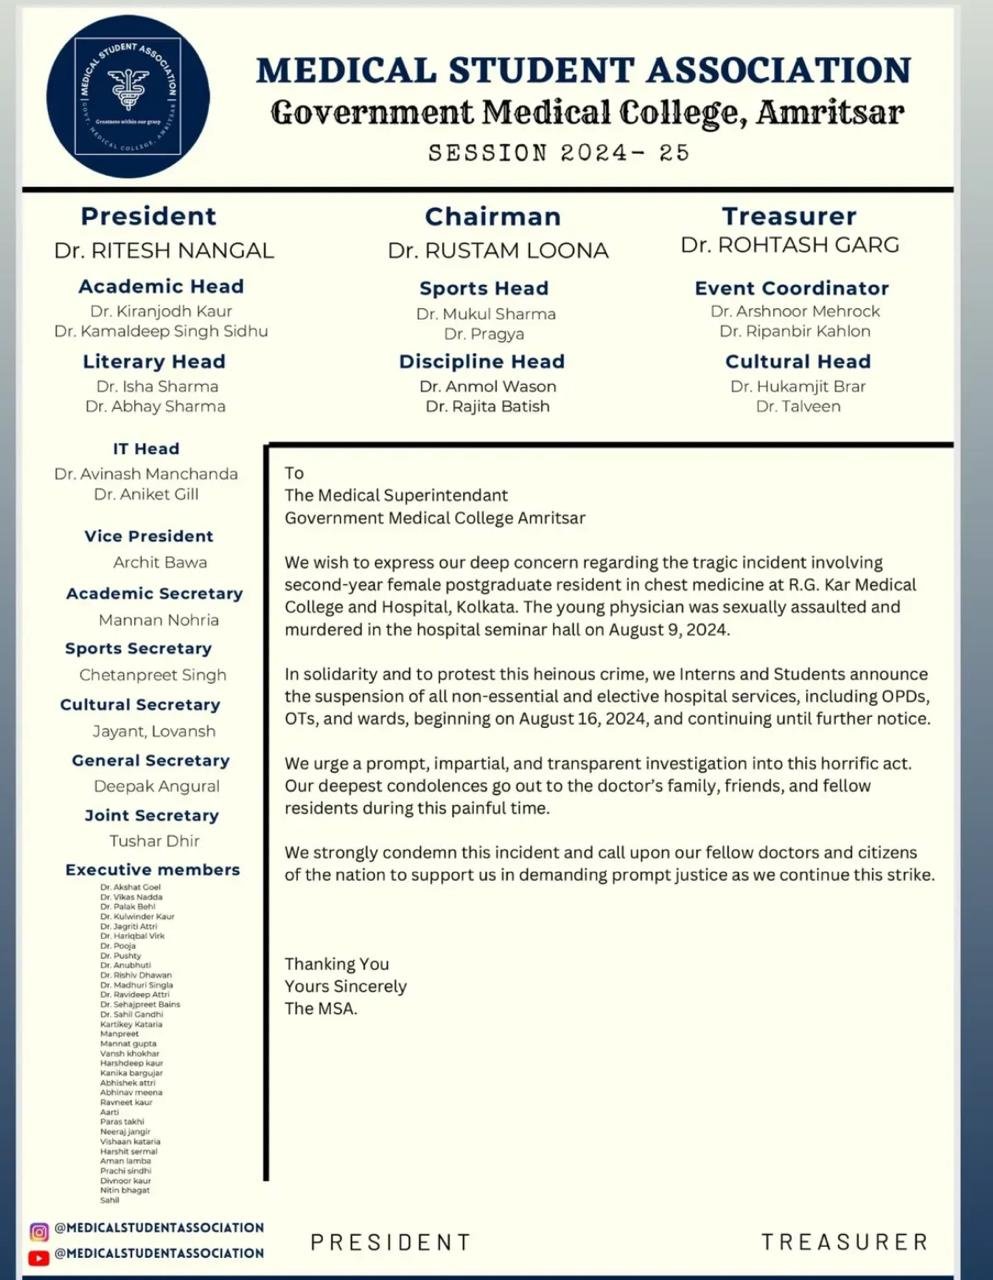 MEDICAL STUDENT ASSOCIATION
GOVT. MEDICAL COLLEGE, AMRITSAR
Greatness within our grasp
MEDICAL STUDENT ASSOCIATION
Government Medical College, Amritsar
SESSION 2024- 25
President
Dr. RITESH NANGAL
Chairman
Dr. RUSTAM LOONA
Treasurer
Dr. ROHTASH GARG
Academic Head
Dr. Kiranjodh Kaur
Dr. Kamaldeep Singh Sidhu
Sports Head
Dr. Mukul Sharma
Dr. Pragya
Event Coordinator
Dr. Arshnoor Mehrock
Dr. Ripanbir Kahlon
Literary Head
Dr. Isha Sharma
Dr. Abhay Sharma
Discipline Head
Dr. Anmol Wason
Dr. Rajita Batish
Cultural Head
Dr. Hukamjit Brar
Dr. Talveen
IT Head
Dr. Avinash Manchanda
Dr. Aniket Gill
Vice President
Archit Bawa
Academic Secretary
Mannan Nohria
Sports Secretary
Chetanpreet Singh
Cultural Secretary
Jayant, Lovansh
General Secretary
Deepak Angural
Joint Secretary
Tushar Dhir
Executive members
Dr. Akshat Goel
Dr. Vikas Nadda
Dr. Palak Behl
Dr. Kulwinder Kaur
Dr. Jagriti Attri
Dr. Hariqbal Virk
Dr. Pooja
Dr. Pushty
Dr. Anubhuti
Dr. Rishiv Dhawan
Dr. Madhuri Singla
Dr. Ravideep Attri
Dr. Sehajpreet Bains
Dr. Sahil Gandhi
Kartikey Kataria
Manpreet
Mannat gupta
Vansh khokhar
Harshdeep kaur
Kanika bargujar
Abhishek attri
Abhinav meena
Ravneet kaur
Aarti
Paras takhi
Neeraj jangir
Vishaan kataria
Harshit sermal
Aman lamba
Prachi sindhi
Divnoor kaur
Nitin bhagat
Sahil
@MEDICALSTUDENTASSOCIATION
@MEDICALSTUDENTASSOCIATION
To
The Medical Superintendant
Government Medical College Amritsar
We wish to express our deep concern regarding the tragic incident involving
second-year female postgraduate resident in chest medicine at R.G. Kar Medical
College and Hospital, Kolkata. The young physician was sexually assaulted and
murdered in the hospital seminar hall on August 9, 2024.
In solidarity and to protest this heinous crime, we Interns and Students announce
the suspension of all non-essential and elective hospital services, including OPDs,
OTs, and wards, beginning on August 16, 2024, and continuing until further notice.
We urge a prompt, impartial, and transparent investigation into this horrific act.
Our deepest condolences go out to the doctor’s family, friends, and fellow
residents during this painful time.
We strongly condemn this incident and call upon our fellow doctors and citizens
of the nation to support us in demanding prompt justice as we continue this strike.
Thanking You
Yours Sincerely
The MSA.
PRESIDENT
TREASURER